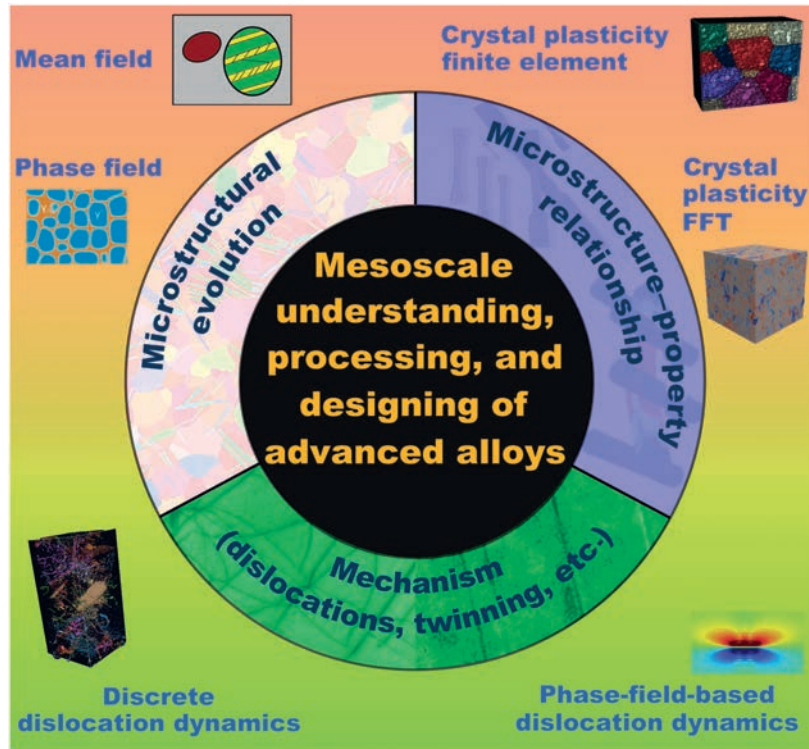 Mean field
Crystal plasticity
finite element
Phase field
Crystal
plasticity
FFT
Microstructural
evolution
Microstructure–property
relationship
Mesoscale
understanding,
processing, and
designing of
advanced alloys
Mechanism
(dislocations, twinning, etc.)
Discrete
dislocation dynamics
Phase-field-based
dislocation dynamics